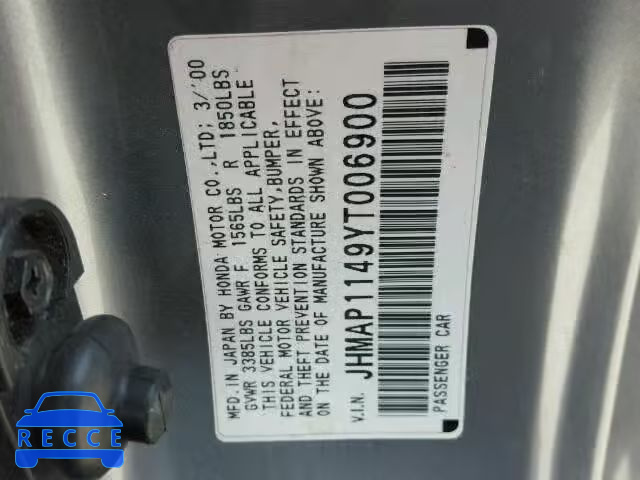 MFD. IN JAPAN BY HONDA MOTOR CO.,LTD; 3/'00
GVWR 3385LBS GAWR F 1565LBS R 1850LBS
THIS VEHICLE CONFORMS TO ALL APPLICABLE
FEDERAL MOTOR VEHICLE SAFETY,BUMPER,
AND THEFT PREVENTION STANDARDS IN EFFECT
ON THE DATE OF MANUFACTURE SHOWN ABOVE:
V.I.N. JHMAP1149YT006900
PASSENGER CAR
RECCE